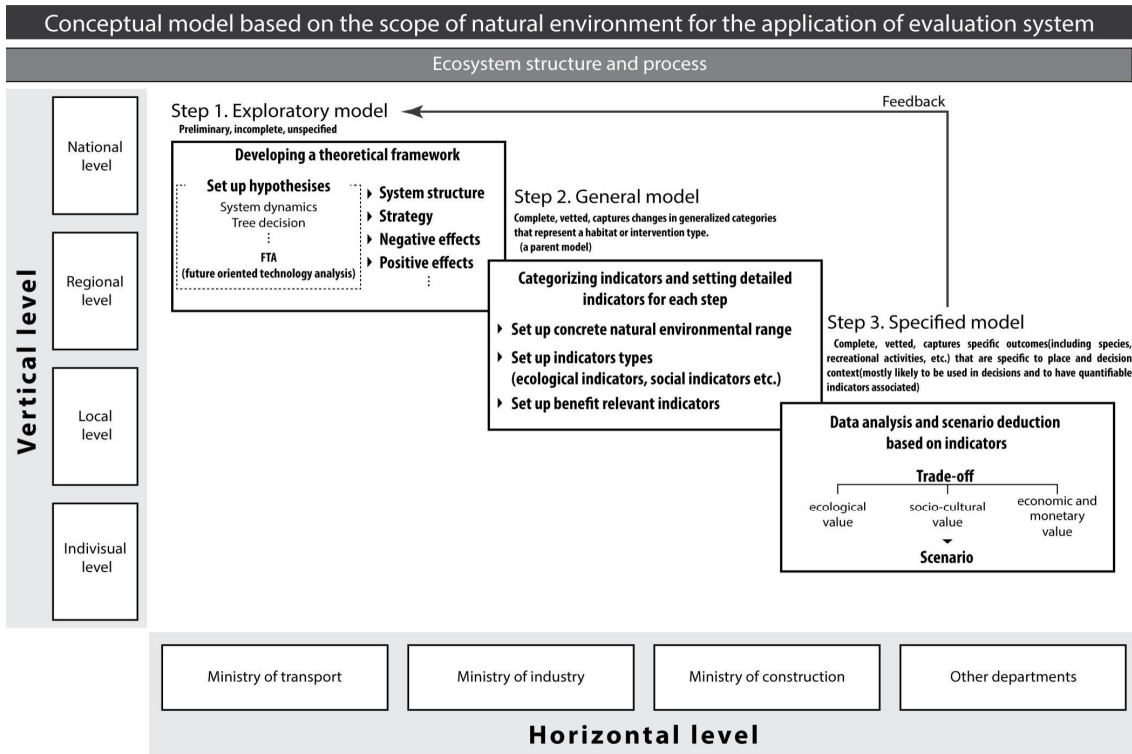 Conceptual model based on the scope of natural environment for the application of evaluation system
Ecosystem structure and process
Vertical level
National
level
Regional
level
Local
level
Indivisual
level
Feedback
Step 1. Exploratory model
Preliminary, incomplete, unspecified
Developing a theoretical framework
Set up hypothesises
System dynamics
Tree decision
⋮
FTA
(future oriented technology analysis)
System structure
Strategy
Negative effects
Positive effects
⋮
Step 2. General model
Complete, vetted, captures changes in generalized categories
that represent a habitat or intervention type.
(a parent model)
Categorizing indicators and setting detailed
indicators for each step
Set up concrete natural environmental range
Set up indicators types
(ecological indicators, social indicators etc.)
Set up benefit relevant indicators
Step 3. Specified model
Complete, vetted, captures specific outcomes(including species,
recreational activities, etc.) that are specific to place and decision
context(mostly likely to be used in decisions and to have quantifiable
indicators associated)
Data analysis and scenario deduction
based on indicators
Trade-off
ecological
value
socio-cultural
value
economic and
monetary
value
Scenario
Ministry of transport
Ministry of industry
Ministry of construction
Other departments
Horizontal level